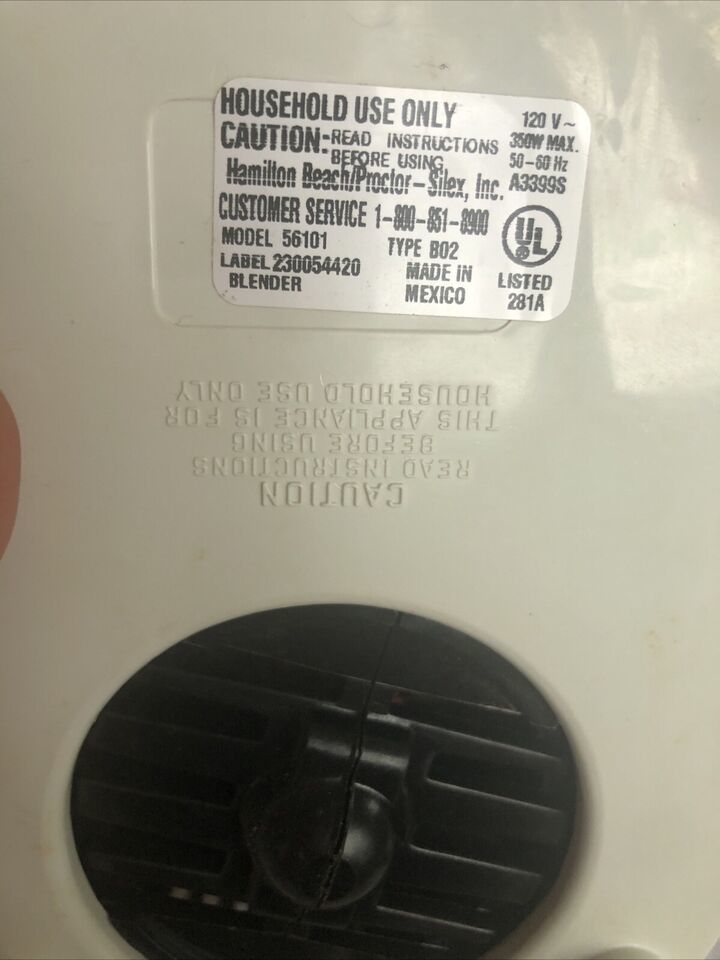 HOUSEHOLD USE ONLY
CAUTION: READ INSTRUCTIONS
BEFORE USING
Hamilton Beach/Proctor-Silex, Inc.
CUSTOMER SERVICE 1-800-851-8900
MODEL 56101 TYPE B02
LABEL 230054420
BLENDER
MADE IN
MEXICO
120 V~
350W MAX.
50-60 Hz
A3399S
UL
LISTED
281A
CAUTION
READ INSTRUCTIONS
BEFORE USING
THIS APPLIANCE IS FOR
HOUSEHOLD USE ONLY